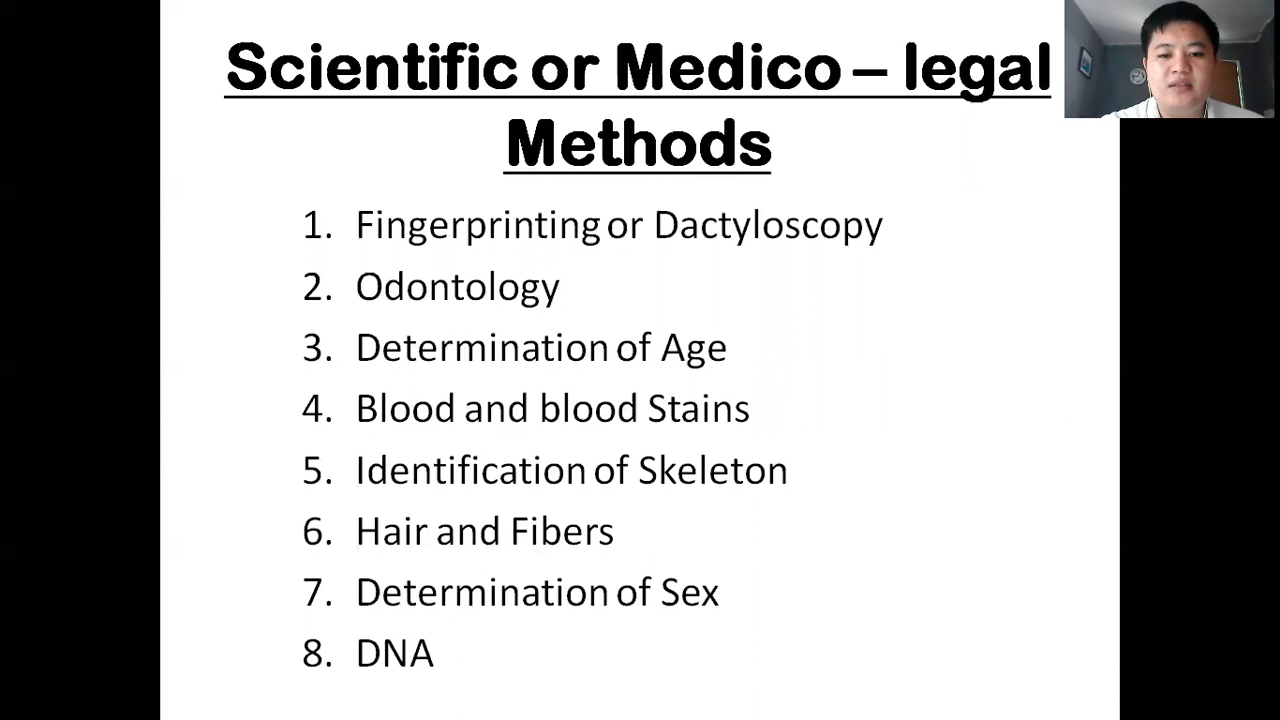 Scientific or Medico – legal
Methods
1. Fingerprinting or Dactyloscopy
2. Odontology
3. Determination of Age
4. Blood and blood Stains
5. Identification of Skeleton
6. Hair and Fibers
7. Determination of Sex
8. DNA